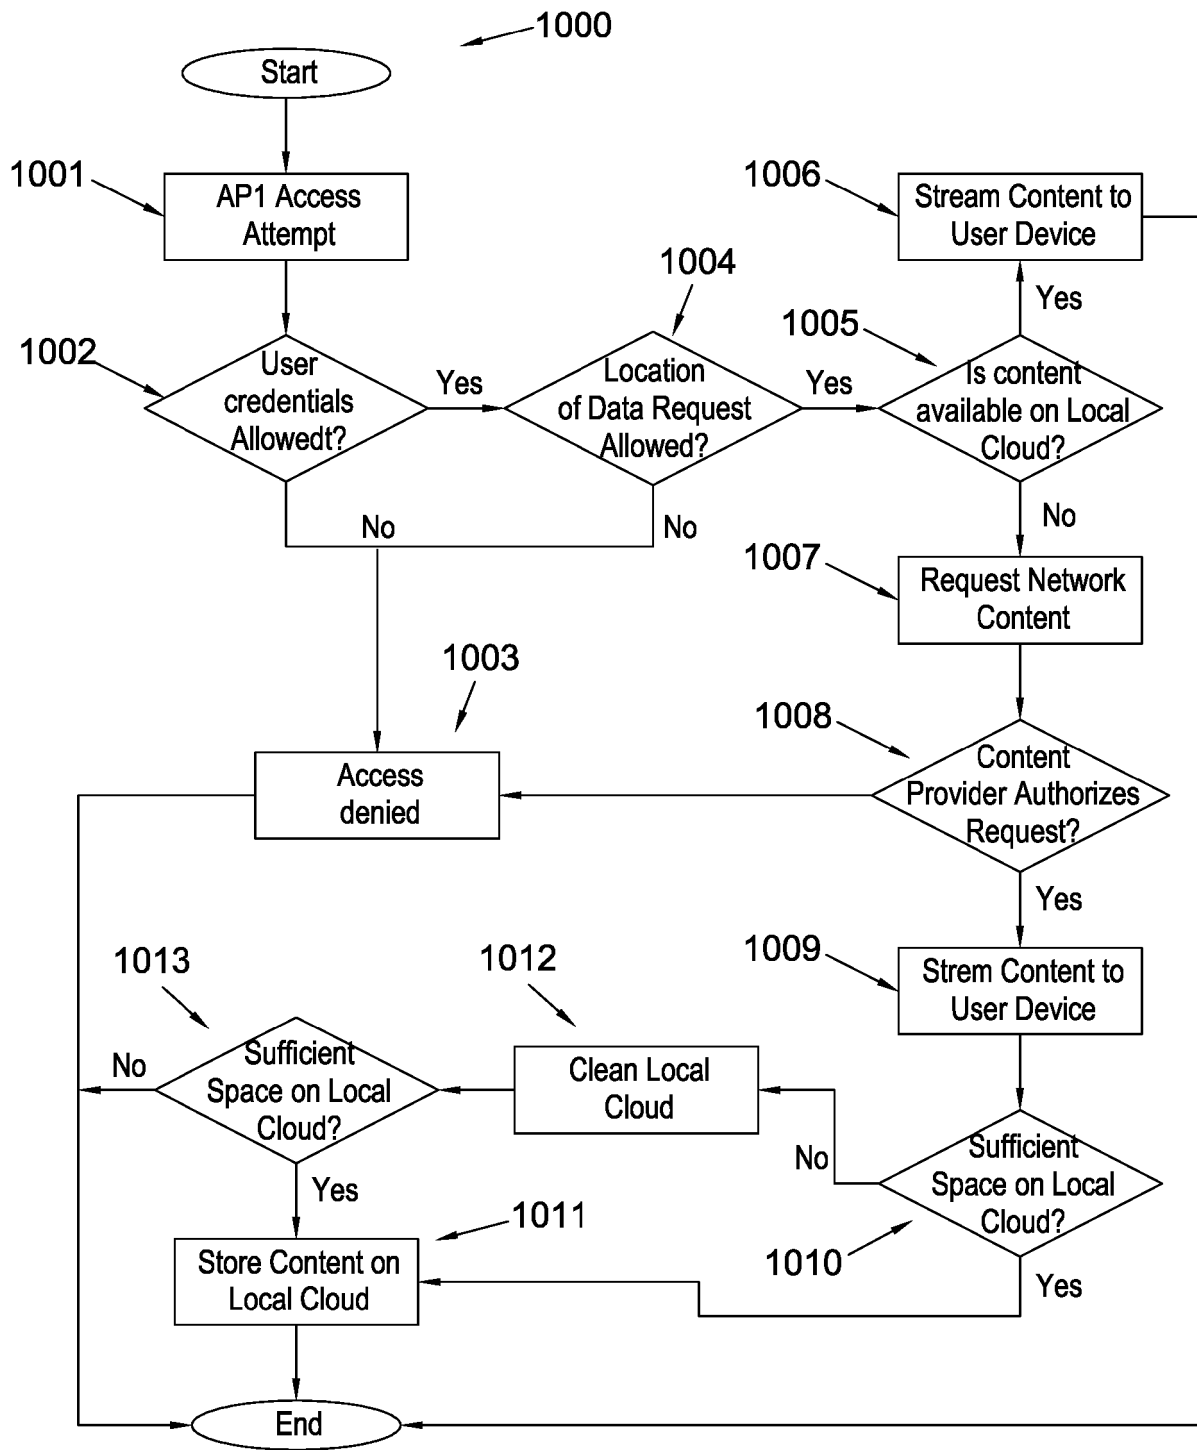 1000
Start
1001
AP1 Access
Attempt
1006
Stream Content to
User Device
1004
Yes
1005
1002
User
credentials
Allowedt?
Yes
Location
of Data Request
Allowed?
Yes
Is content
available on Local
Cloud?
No
No
No
1007
Request Network
Content
1003
1008
Access
denied
Content
Provider Authorizes
Request?
Yes
1013
1012
1009
Strem Content to
User Device
No
Sufficient
Space on Local
Cloud?
Clean Local
Cloud
No
Sufficient
Space on Local
Cloud?
Yes
1011
1010
Yes
Store Content on
Local Cloud
End